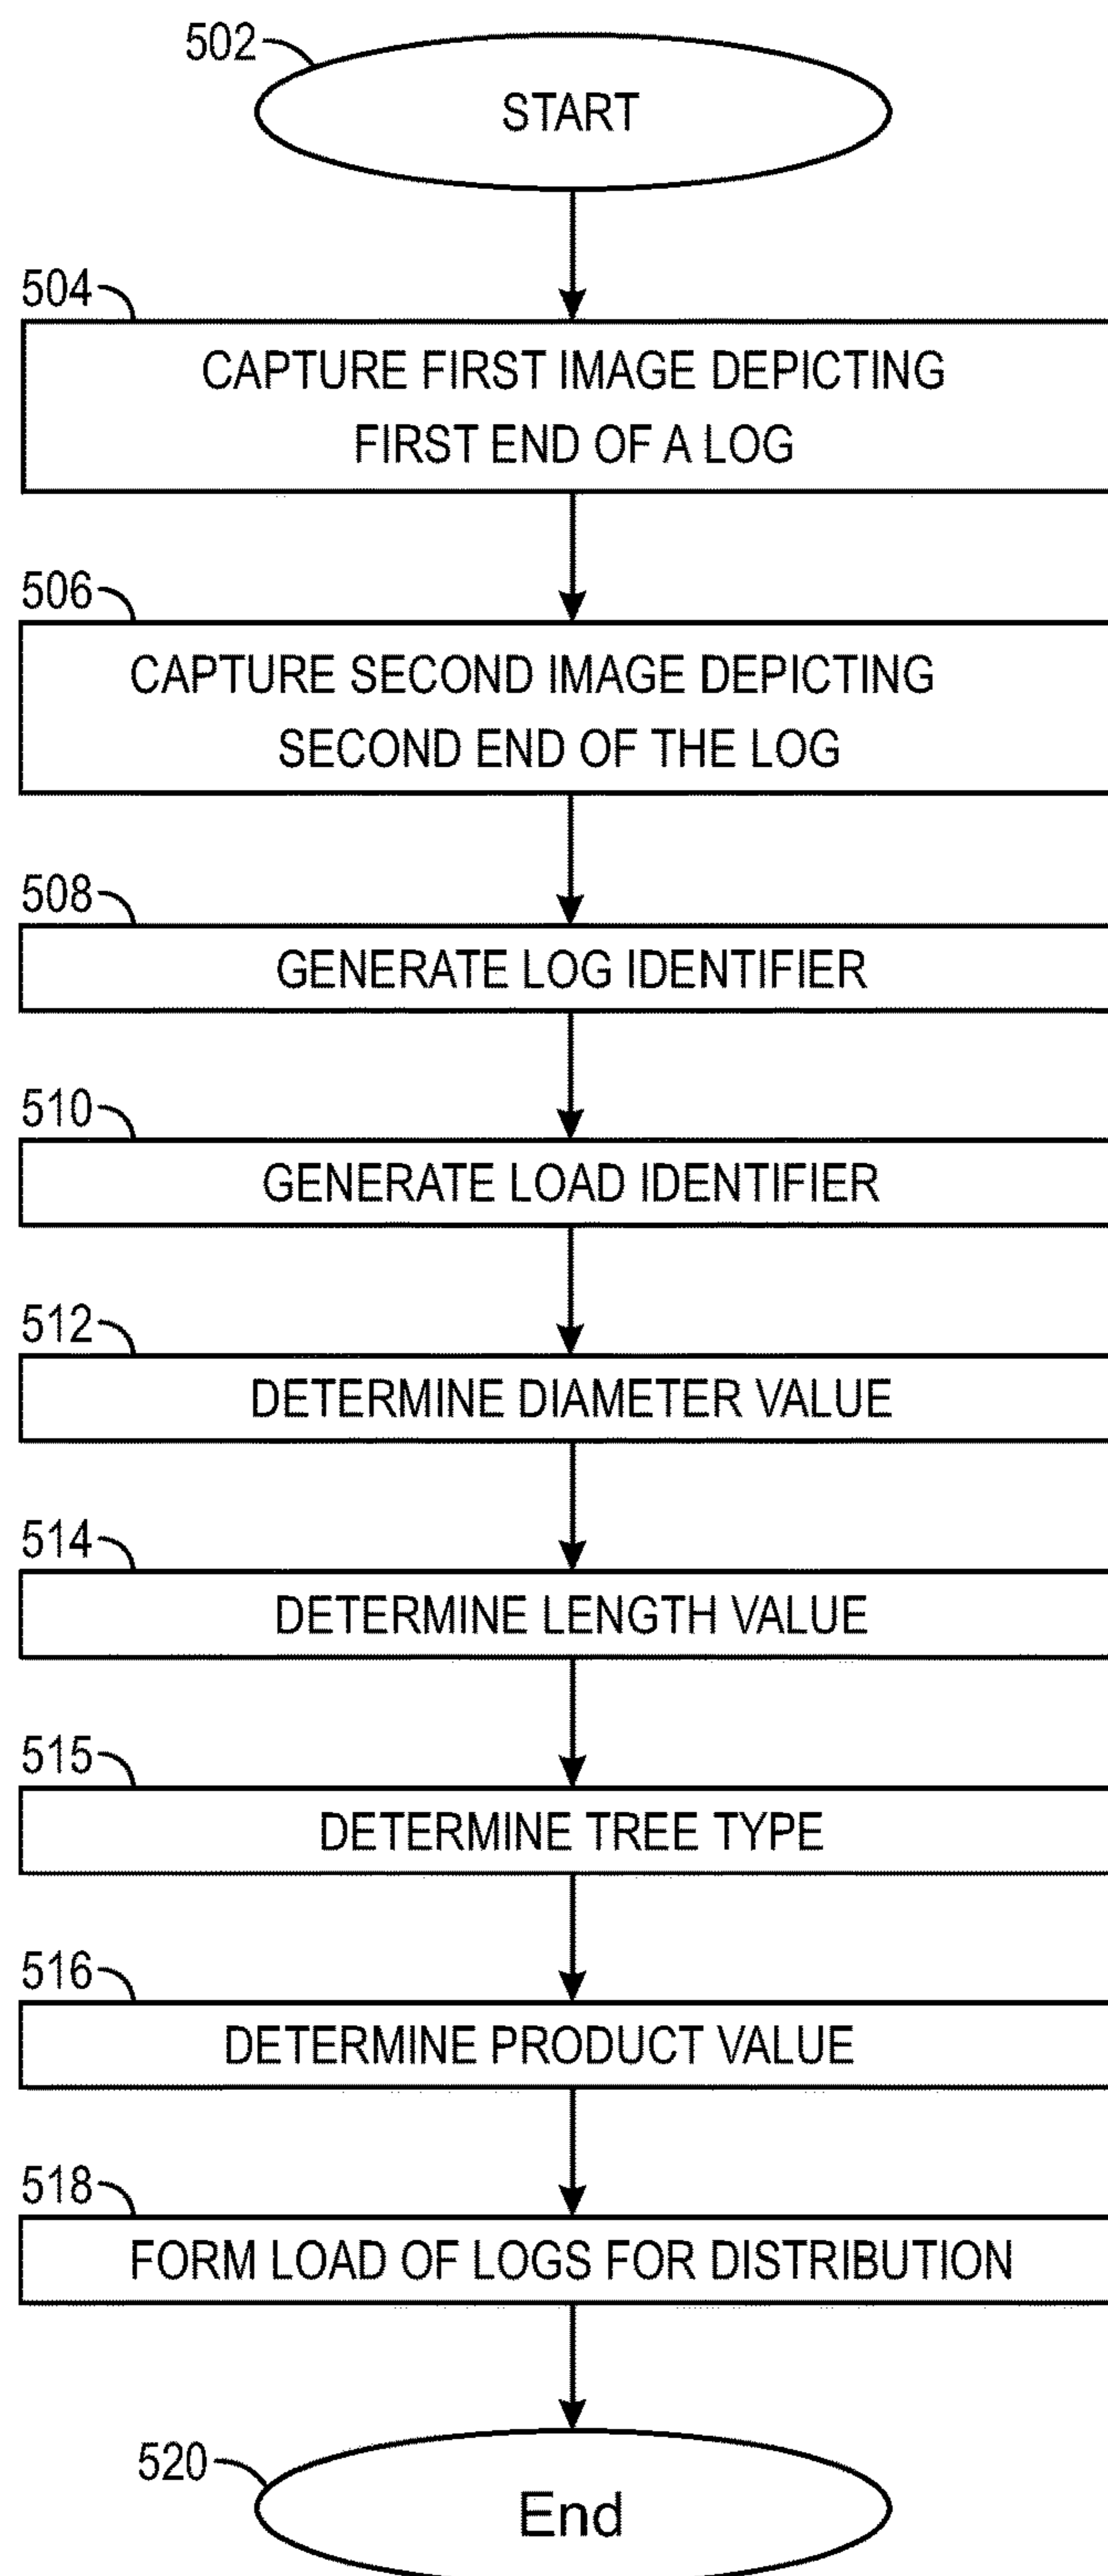 502
START
504
CAPTURE FIRST IMAGE DEPICTING
FIRST END OF A LOG
506
CAPTURE SECOND IMAGE DEPICTING
SECOND END OF THE LOG
508
GENERATE LOG IDENTIFIER
510
GENERATE LOAD IDENTIFIER
512
DETERMINE DIAMETER VALUE
514
DETERMINE LENGTH VALUE
515
DETERMINE TREE TYPE
516
DETERMINE PRODUCT VALUE
518
FORM LOAD OF LOGS FOR DISTRIBUTION
520
End